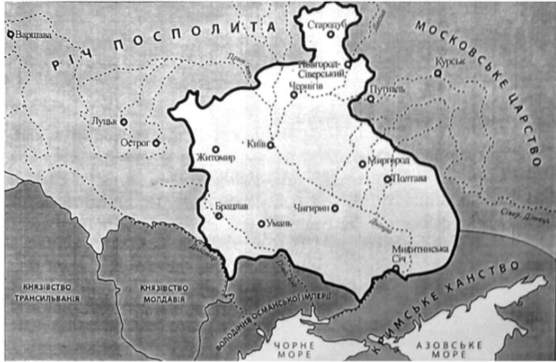 РІЧ ПОСПОЛИТА
МОСКОВСЬКЕ ЦАРСТВО
Варшава
Стародуб
Новгород-
Сіверський
Курськ
Чернігів
Путивль
Луцьк
Острог
Київ
Житомир
Миргород
Полтава
Брацлав
Умань
Чигирин
Дніпро
Сівер. Донець
Микитинська
Січ
КНЯЗІВСТВО
ТРАНСИЛЬВАНІЯ
КНЯЗІВСТВО
МОЛДАВІЯ
ВОЛОДІННЯ ОСМАНСЬКОЇ ІМПЕРІЇ
КРИМСЬКЕ ХАНСТВО
ЧОРНЕ
МОРЕ
АЗОВСЬКЕ
МОРЕ